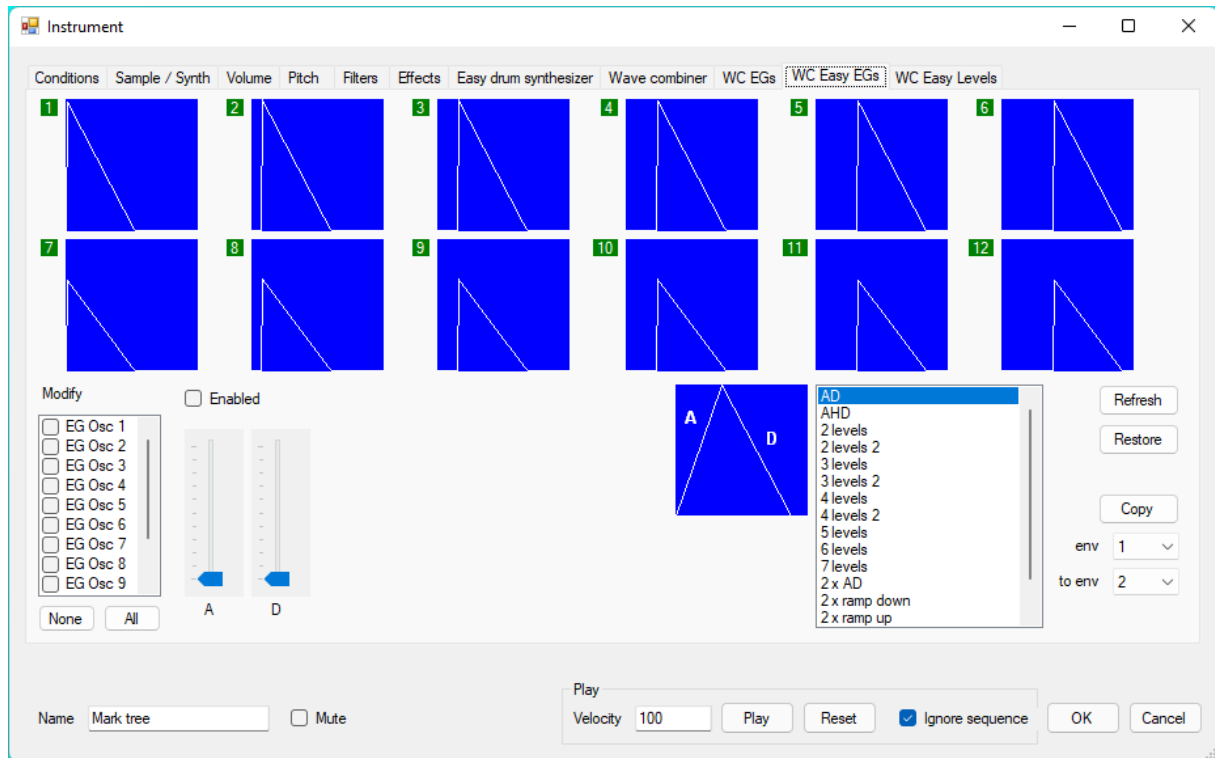 Instrument
Conditions Sample / Synth Volume Pitch Filters Effects Easy drum synthesizer Wave combiner WC EGs WC Easy EGs WC Easy Levels
1 2 3 4 5 6
7 8 9 10 11 12
Modify
Enabled
EG Osc 1
EG Osc 2
EG Osc 3
EG Osc 4
EG Osc 5
EG Osc 6
EG Osc 7
EG Osc 8
EG Osc 9
None All
A D
A D
AD
AHD
2 levels
2 levels 2
3 levels
3 levels 2
4 levels
4 levels 2
5 levels
6 levels
7 levels
2 x AD
2 x ramp down
2 x ramp up
Refresh
Restore
Copy
env 1
to env 2
Name Mark tree Mute
Play
Velocity 100 Play Reset Ignore sequence OK Cancel